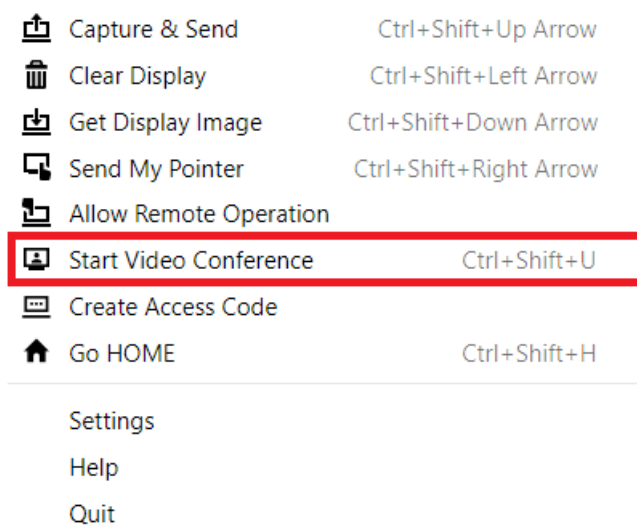 Capture & Send Ctrl+Shift+Up Arrow
Clear Display Ctrl+Shift+Left Arrow
Get Display Image Ctrl+Shift+Down Arrow
Send My Pointer Ctrl+Shift+Right Arrow
Allow Remote Operation
Start Video Conference Ctrl+Shift+U
Create Access Code
Go HOME Ctrl+Shift+H
Settings
Help
Quit